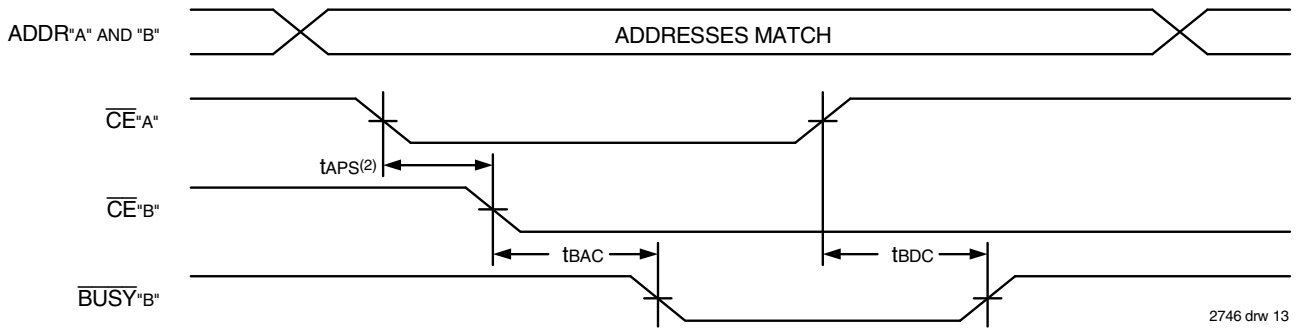 ADDR"A" AND "B"
ADDRESSES MATCH
CE"A"
tAPS(2)
CE"B"
tBAC
tBDC
BUSY"B"
2746 drw 13